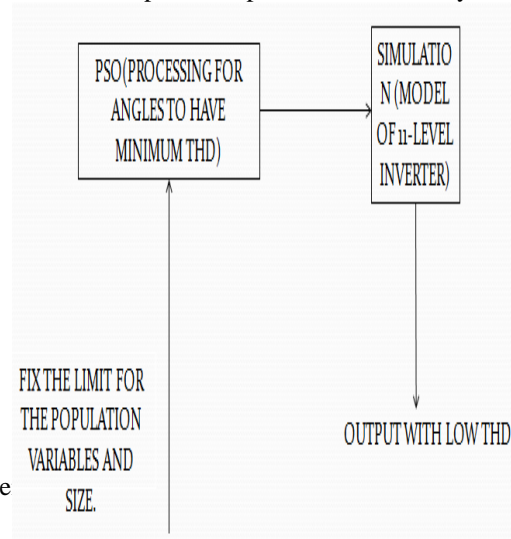 PSO(PROCESSING FOR
ANGLES TO HAVE
MINIMUM THD)
SIMULATIO
N (MODEL
OF 11-LEVEL
INVERTER)
FIX THE LIMIT FOR
THE POPULATION
VARIABLES AND
SIZE.
OUTPUT WITH LOW THD
e